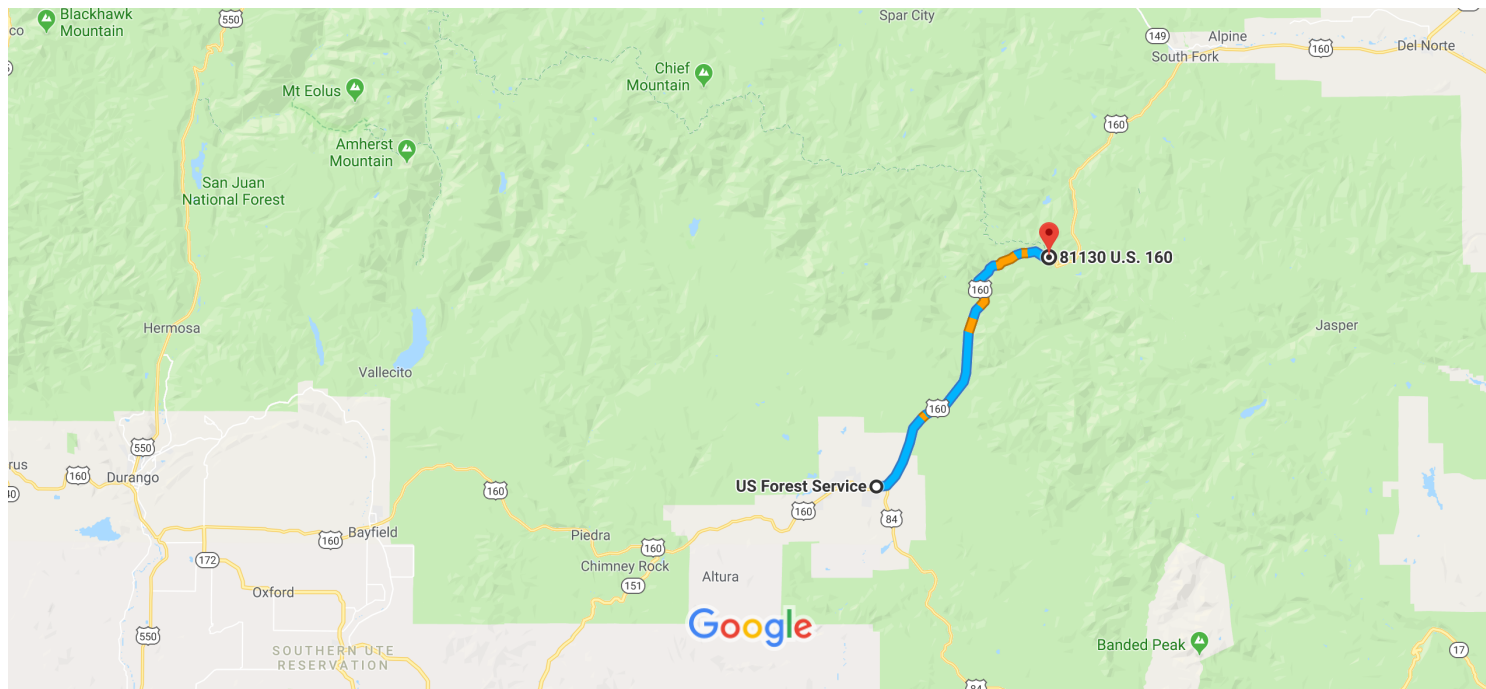 Blackhawk
Mountain
550
Spar City
149
Alpine
160
Del Norte
South Fork
co
Chief
Mountain
Mt Eolus
160
Amherst
Mountain
San Juan
National Forest
81130 U.S. 160
160
Hermosa
Jasper
Vallecito
160
550
rus
160
Durango
160
US Forest Service
160
84
Bayfield
160
Piedra
160
172
Chimney Rock
Altura
151
Oxford
Google
550
SOUTHERN UTE
RESERVATION
Banded Peak
17
84